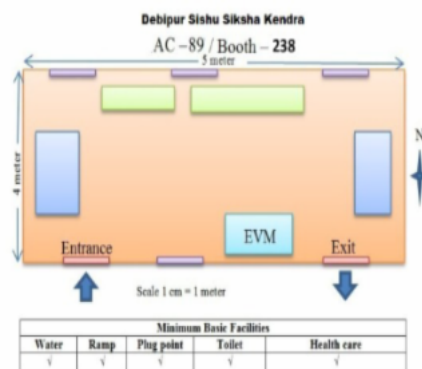 Debipur Sishu Siksha Kendra
AC – 89 / Booth – 238
5 meter
4 meter
N
EVM
Entrance
Exit
Scale 1 cm = 1 meter
Minimum Basic Facilities
Water Ramp Plug point Toilet Health care
√ √ √ √ √